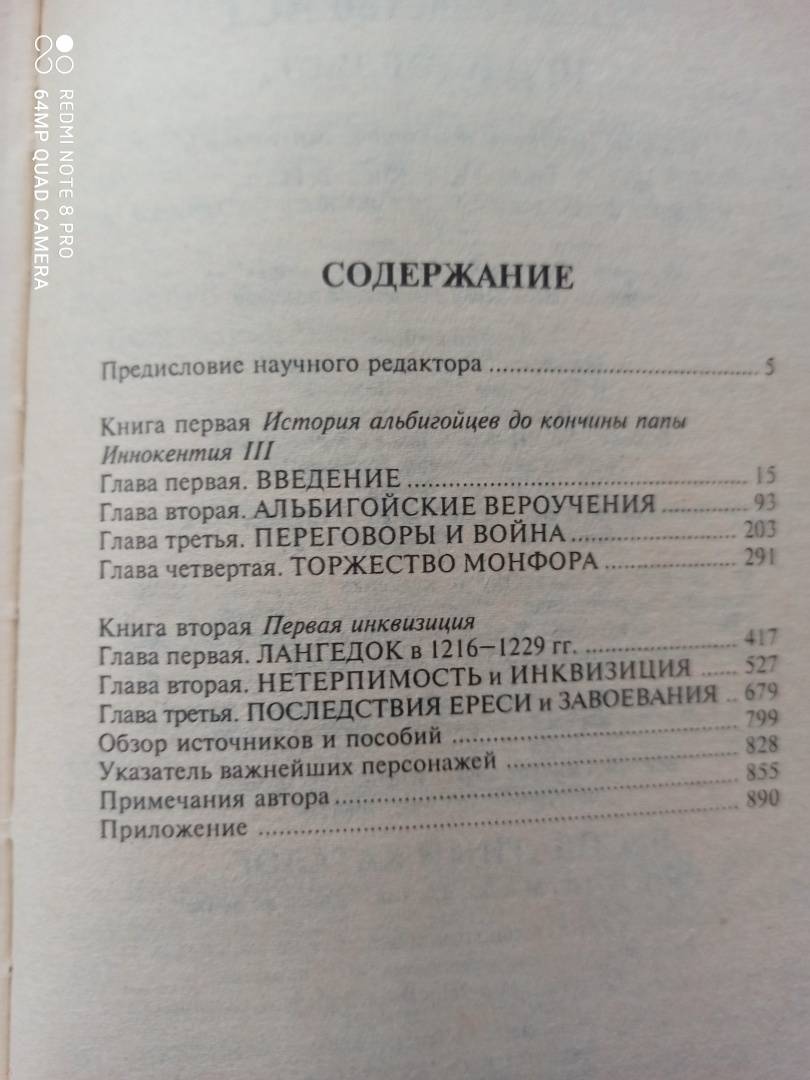 REDMI NOTE 8 PRO
64MP QUAD CAMERA
СОДЕРЖАНИЕ
Предисловие научного редактора ........................................ 5
Книга первая История альбигойцев до кончины папы
Иннокентия III
Глава первая. ВВЕДЕНИЕ .................................................. 15
Глава вторая. АЛЬБИГОЙСКИЕ ВЕРОУЧЕНИЯ ............. 93
Глава третья. ПЕРЕГОВОРЫ И ВОЙНА ......................... 203
Глава четвертая. ТОРЖЕСТВО МОНФОРА .................... 291
Книга вторая Первая инквизиция
Глава первая. ЛАНГЕДОК в 1216—1229 гг. ....................... 417
Глава вторая. НЕТЕРПИМОСТЬ и ИНКВИЗИЦИЯ ...... 527
Глава третья. ПОСЛЕДСТВИЯ ЕРЕСИ и ЗАВОЕВАНИЯ .. 679
Обзор источников и пособий ........................................... 799
Указатель важнейших персонажей ................................... 828
Примечания автора .......................................................... 855
Приложение ..................................................................... 890